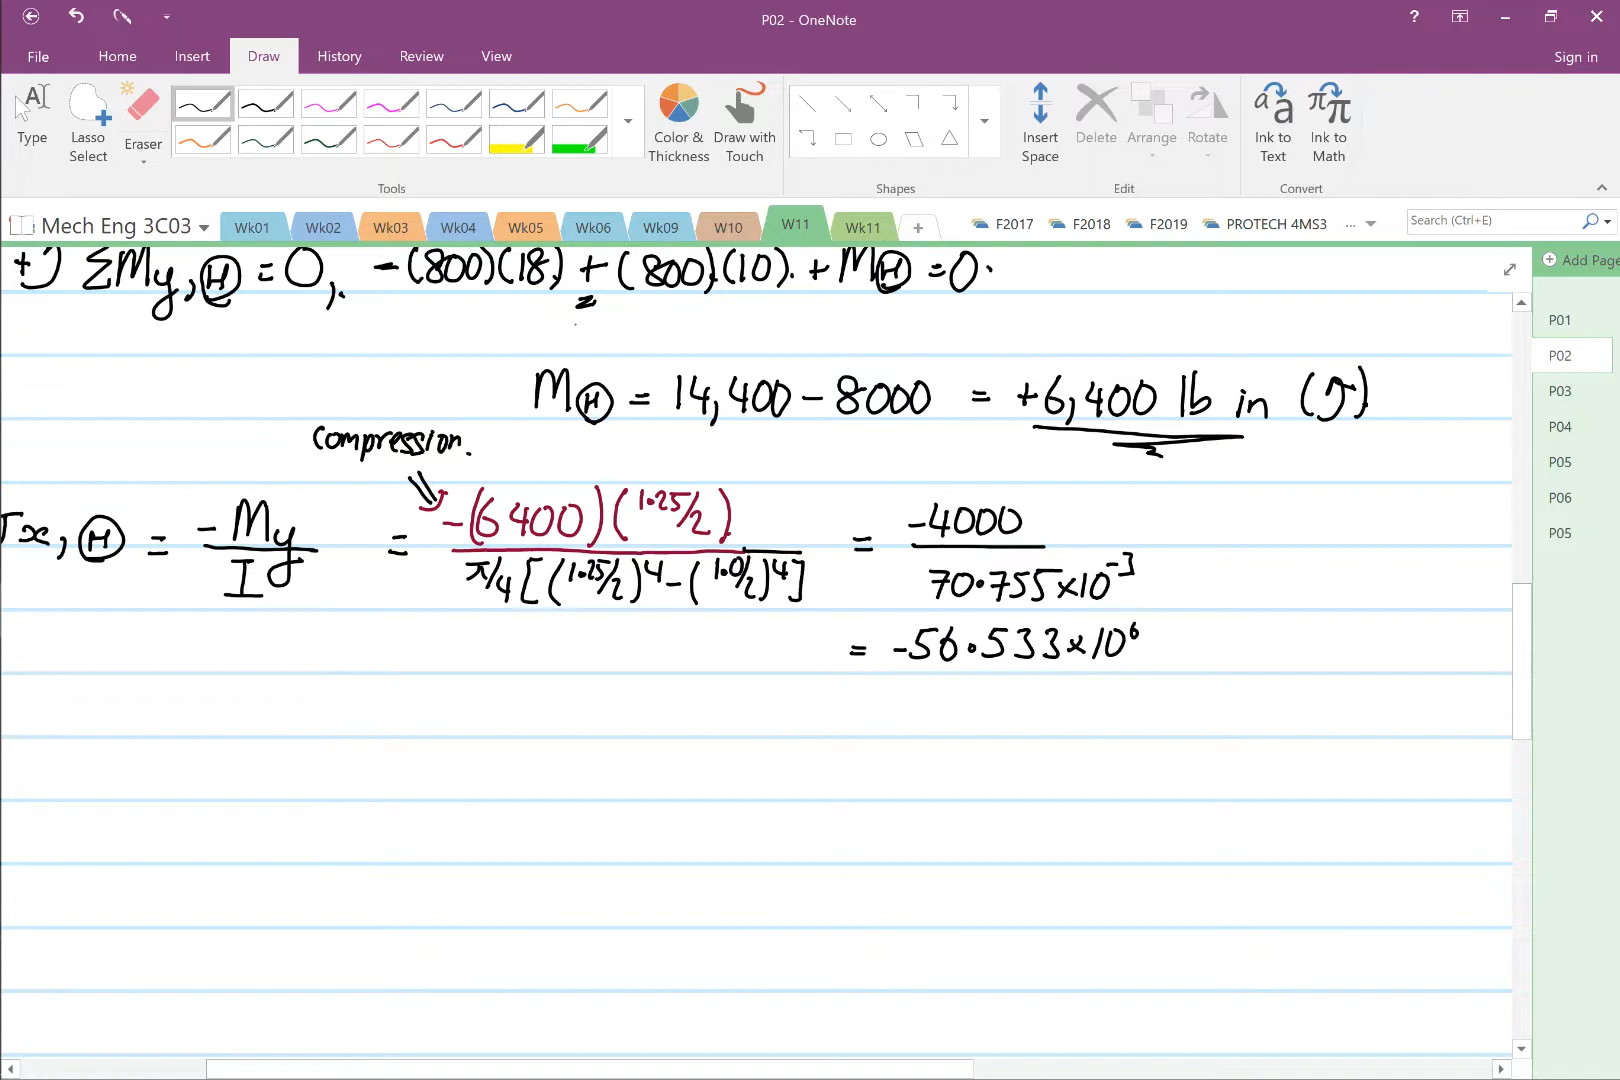 P02 - OneNote
File Home Insert Draw History Review View Sign in
Type Lasso Select Eraser Color & Thickness Draw with Touch Insert Space Delete Arrange Rotate Ink to Text Ink to Math
Tools Shapes Edit Convert
Mech Eng 3C03 Wk01 Wk02 Wk03 Wk04 Wk05 Wk06 Wk09 W10 W11 Wk11 + F2017 F2018 F2019 PROTECH 4MS3 ... Search (Ctrl+E)
Add Page
P01
P02
P03
P04
P05
P06
P05
+) ΣMy,Ⓗ = 0, -(800)(18) + (800)(10) + MⒽ = 0.
MⒽ = 14,400 - 8000 = +6,400 lb in (↺)
compression.
σx,Ⓗ = -My/I = -(6400)(1.25/2) / π/4[(1.25/2)^4 - (1.0/2)^4] = -4000 / 70.755×10^-3
= -56.533×10^6